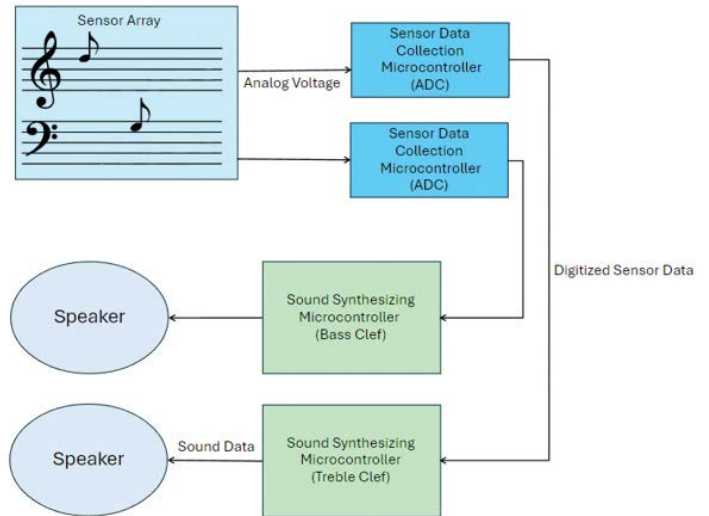 Sensor Array
Sensor Data
Collection
Microcontroller
(ADC)
Analog Voltage
Sensor Data
Collection
Microcontroller
(ADC)
Digitized Sensor Data
Speaker
Sound Synthesizing
Microcontroller
(Bass Clef)
Speaker
Sound Data
Sound Synthesizing
Microcontroller
(Treble Clef)